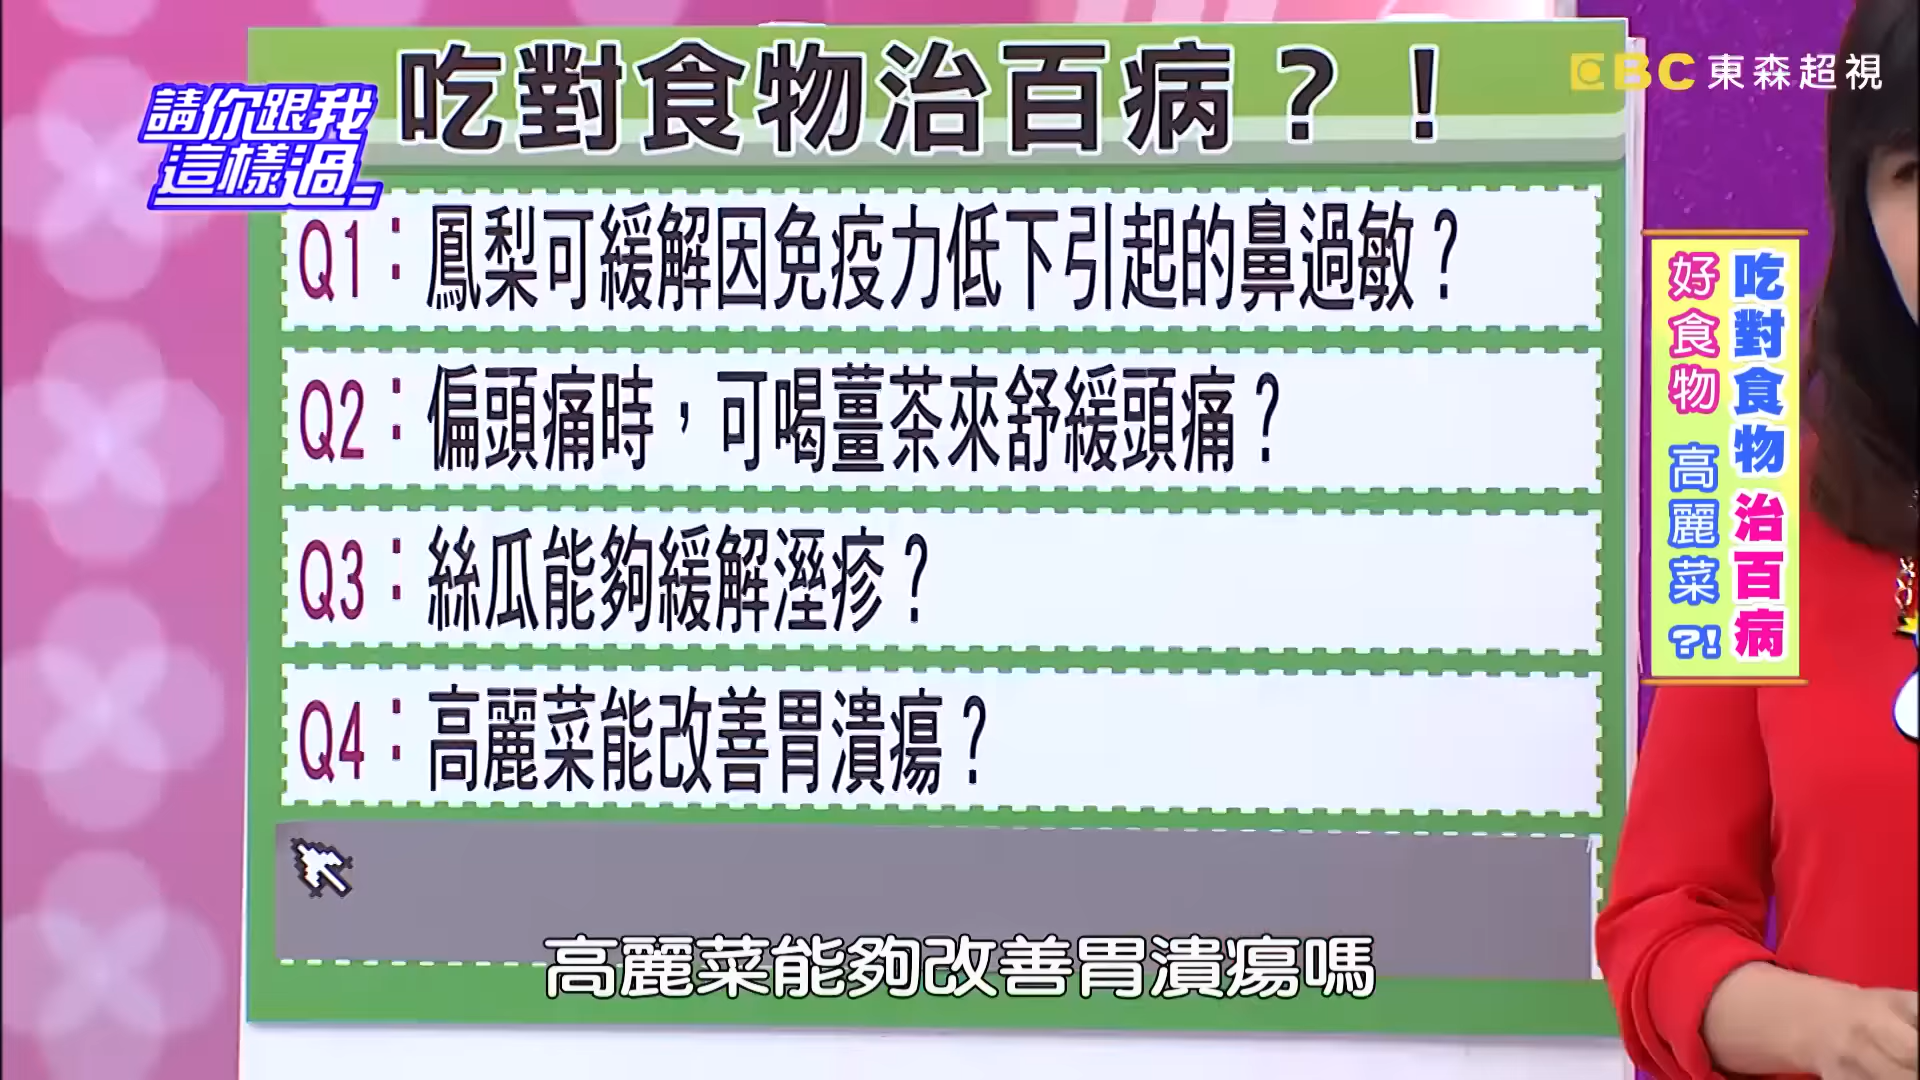 吃對食物治百病？！
請你跟我
這樣過
EBC 東森超視
Q1：鳳梨可緩解因免疫力低下引起的鼻過敏？
Q2：偏頭痛時，可喝薑茶來舒緩頭痛？
Q3：絲瓜能夠緩解溼疹？
Q4：高麗菜能改善胃潰瘍？
吃對食物 治百病
好食物 高麗菜?!
高麗菜能夠改善胃潰瘍嗎